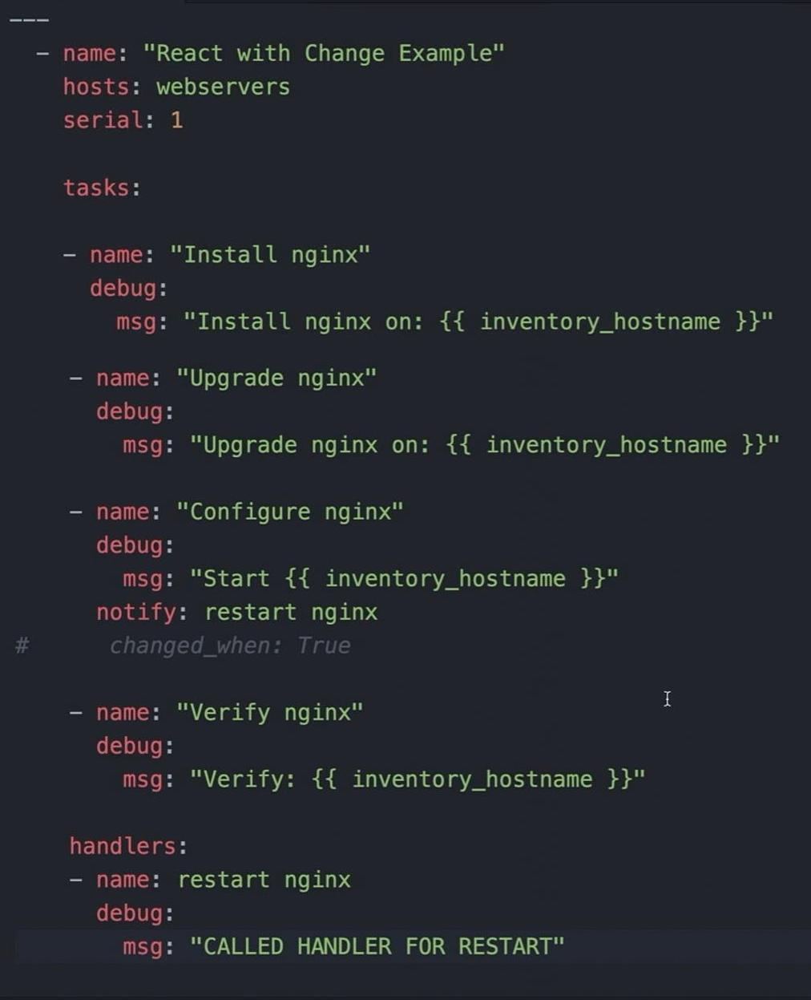 ---
  - name: "React with Change Example"
    hosts: webservers
    serial: 1

    tasks:

    - name: "Install nginx"
      debug:
        msg: "Install nginx on: {{ inventory_hostname }}"

    - name: "Upgrade nginx"
      debug:
        msg: "Upgrade nginx on: {{ inventory_hostname }}"

    - name: "Configure nginx"
      debug:
        msg: "Start {{ inventory_hostname }}"
      notify: restart nginx
#      changed_when: True

    - name: "Verify nginx"
      debug:
        msg: "Verify: {{ inventory_hostname }}"

    handlers:
    - name: restart nginx
      debug:
        msg: "CALLED HANDLER FOR RESTART"